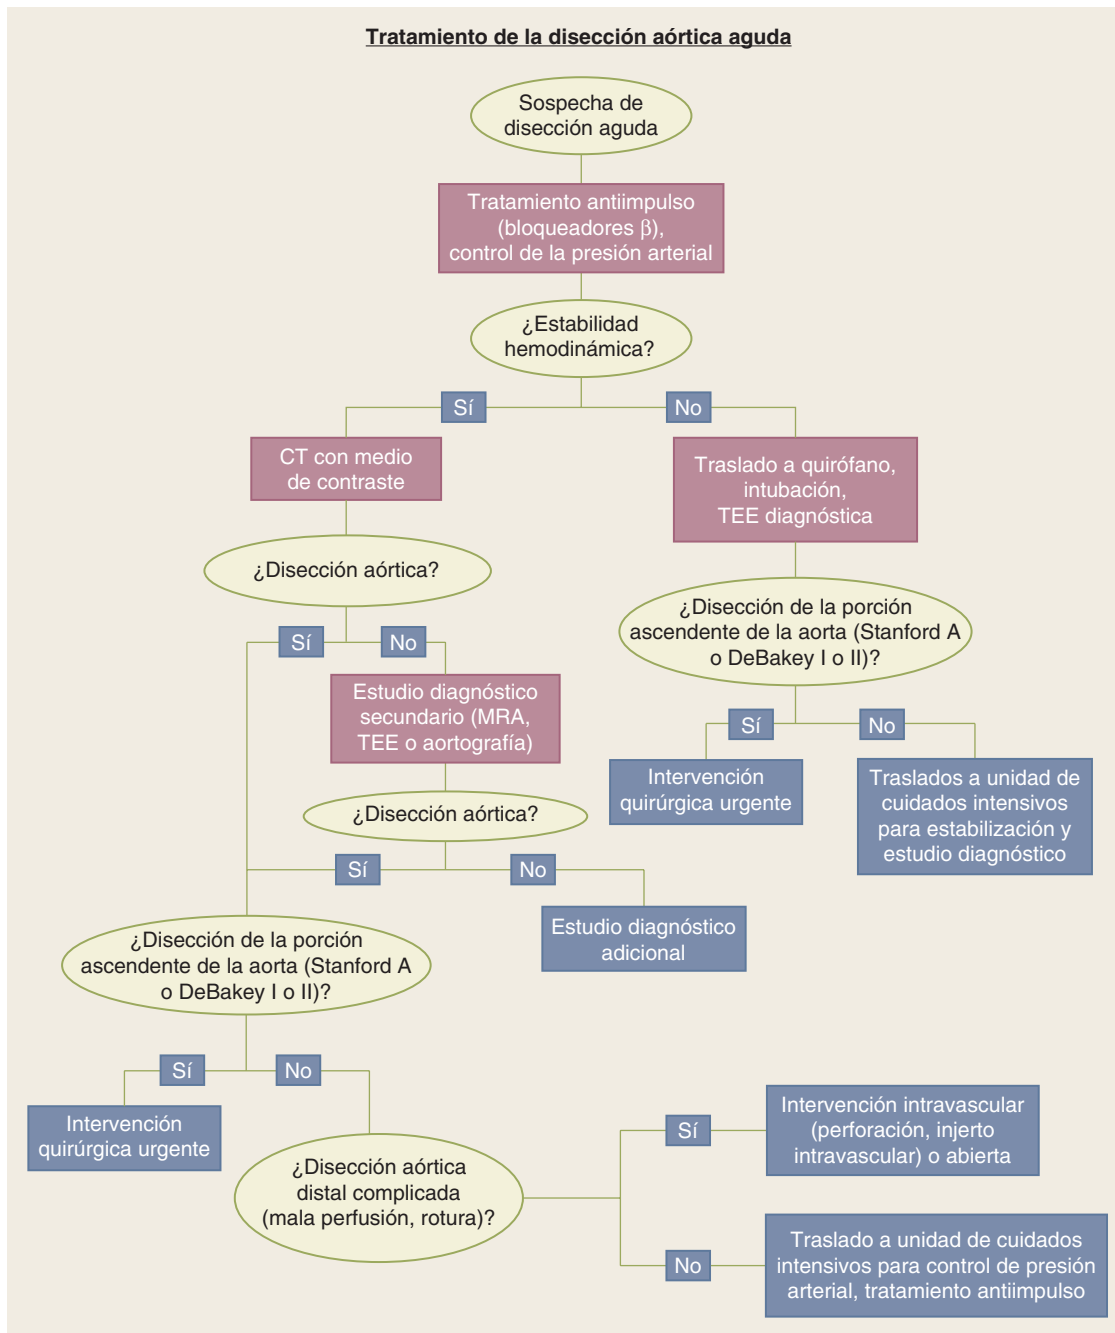 Tratamiento de la disección aórtica aguda
Sospecha de
disección aguda
Tratamiento antiimpulso
(bloqueadores β),
control de la presión arterial
¿Estabilidad
hemodinámica?
Sí
No
CT con medio
de contraste
Traslado a quirófano,
intubación,
TEE diagnóstica
¿Disección aórtica?
¿Disección de la porción
ascendente de la aorta (Stanford A
o DeBakey I o II)?
Sí
No
Estudio diagnóstico
secundario (MRA,
TEE o aortografía)
Sí
No
Intervención
quirúrgica urgente
Traslados a unidad de
cuidados intensivos
para estabilización y
estudio diagnóstico
¿Disección aórtica?
Sí
No
Estudio diagnóstico
adicional
¿Disección de la porción
ascendente de la aorta (Stanford A
o DeBakey I o II)?
Sí
No
Intervención
quirúrgica urgente
¿Disección aórtica
distal complicada
(mala perfusión, rotura)?
Sí
Intervención intravascular
(perforación, injerto
intravascular) o abierta
No
Traslado a unidad de cuidados
intensivos para control de presión
arterial, tratamiento antiimpulso